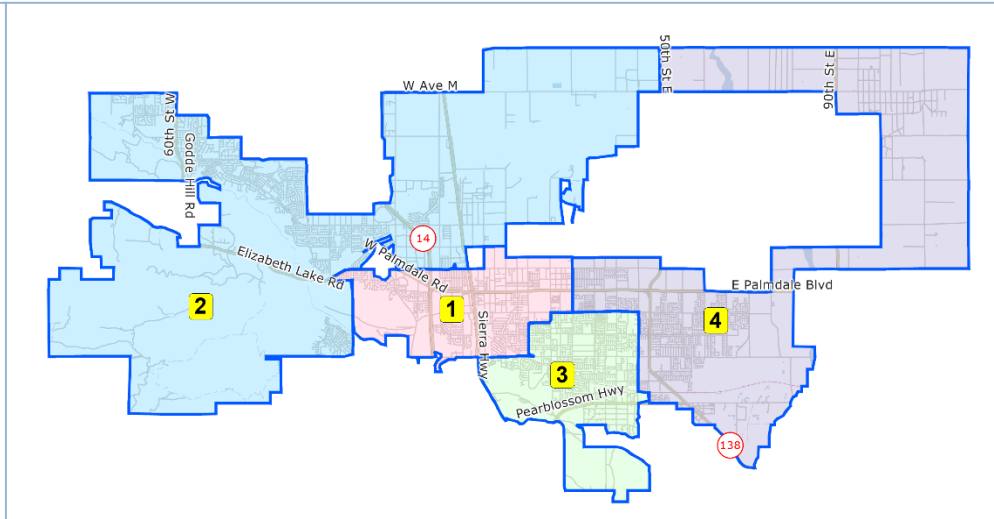 50th St E
W Ave M
90th St E
60th St W
Godde Hill Rd
14
W Palmdale Rd
Elizabeth Lake Rd
E Palmdale Blvd
2
1
4
Sierra Hwy
3
Pearblossom Hwy
138